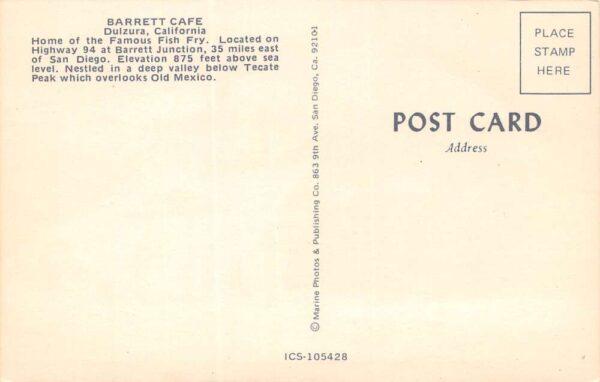 BARRETT CAFE
Dulzura, California
Home of the Famous Fish Fry. Located on
Highway 94 at Barrett Junction, 35 miles east
of San Diego. Elevation 875 feet above sea
level. Nestled in a deep valley below Tecate
Peak which overlooks Old Mexico.
© Marine Photos & Publishing Co. 863 9th Ave. San Diego, Ca. 92101
PLACE
STAMP
HERE
POST CARD
Address
ICS-105428